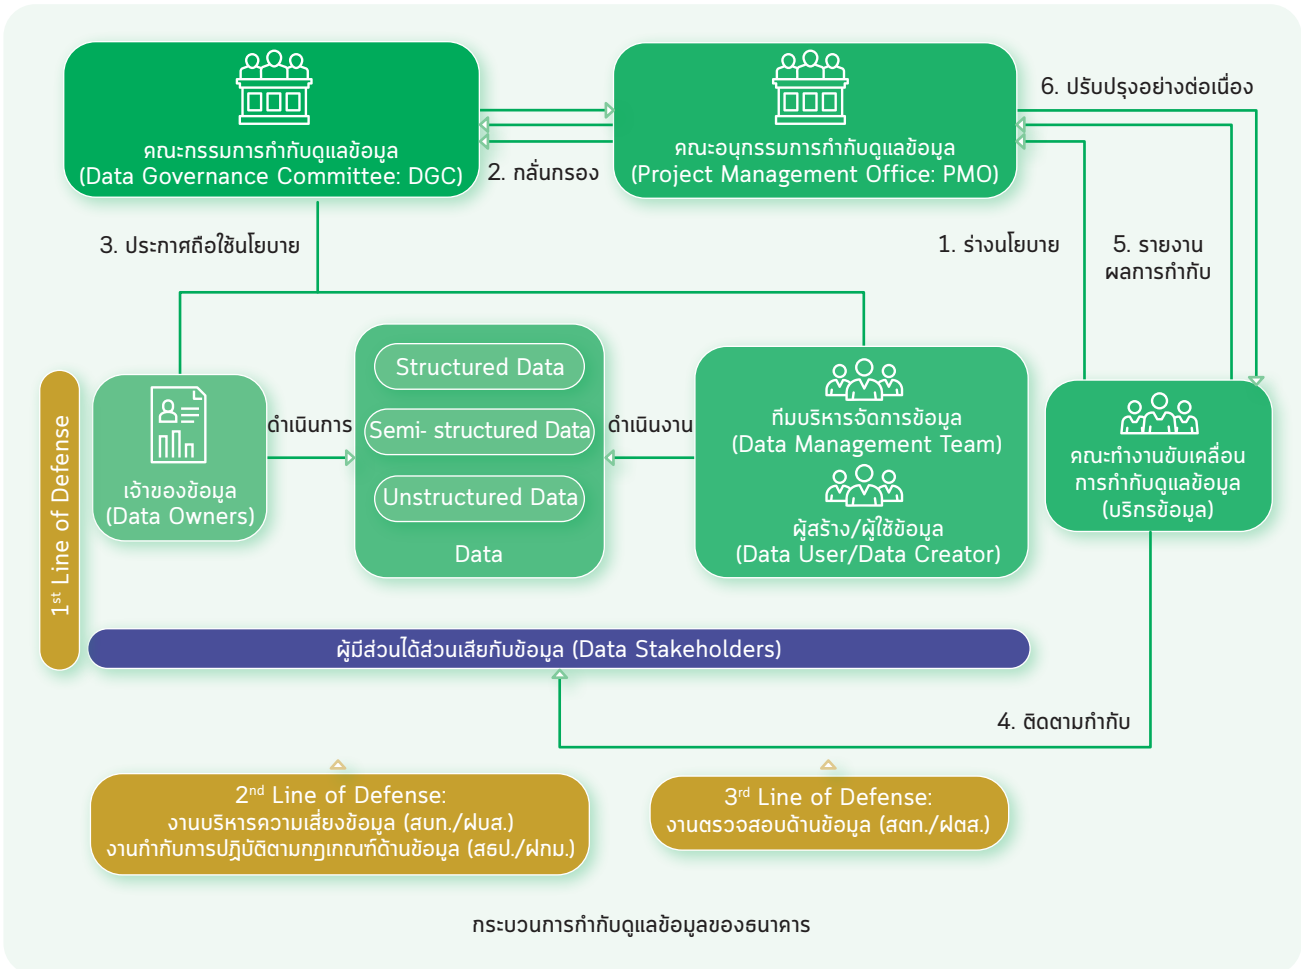 คณะกรรมการกำกับดูแลข้อมูล
(Data Governance Committee: DGC)
2. กลั่นกรอง
คณะอนุกรรมการกำกับดูแลข้อมูล
(Project Management Office: PMO)
6. ปรับปรุงอย่างต่อเนื่อง
3. ประกาศถือใช้นโยบาย
1. ร่างนโยบาย
5. รายงาน
ผลการกำกับ
1st Line of Defense
เจ้าของข้อมูล
(Data Owners)
ดำเนินการ
Structured Data
Semi- structured Data
Unstructured Data
Data
ดำเนินงาน
ทีมบริหารจัดการข้อมูล
(Data Management Team)
ผู้สร้าง/ผู้ใช้ข้อมูล
(Data User/Data Creator)
คณะทำงานขับเคลื่อน
การกำกับดูแลข้อมูล
(บริกรข้อมูล)
ผู้มีส่วนได้ส่วนเสียกับข้อมูล (Data Stakeholders)
4. ติดตามกำกับ
2nd Line of Defense:
งานบริหารความเสี่ยงข้อมูล (สบท./ฝบส.)
งานกำกับการปฏิบัติตามกฎเกณฑ์ด้านข้อมูล (สธป./ฝกม.)
3rd Line of Defense:
งานตรวจสอบด้านข้อมูล (สตท./ฝตส.)
กระบวนการกำกับดูแลข้อมูลของธนาคาร